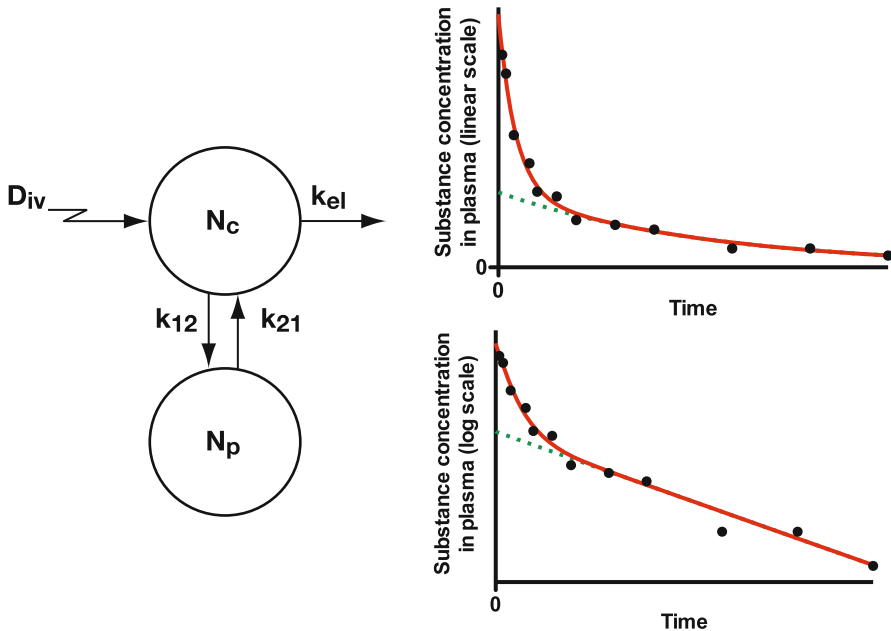 D_iv
N_c
k_el
k_12
k_21
N_p
Substance concentration
in plasma (linear scale)
0
0
Time
Substance concentration
in plasma (log scale)
0
Time